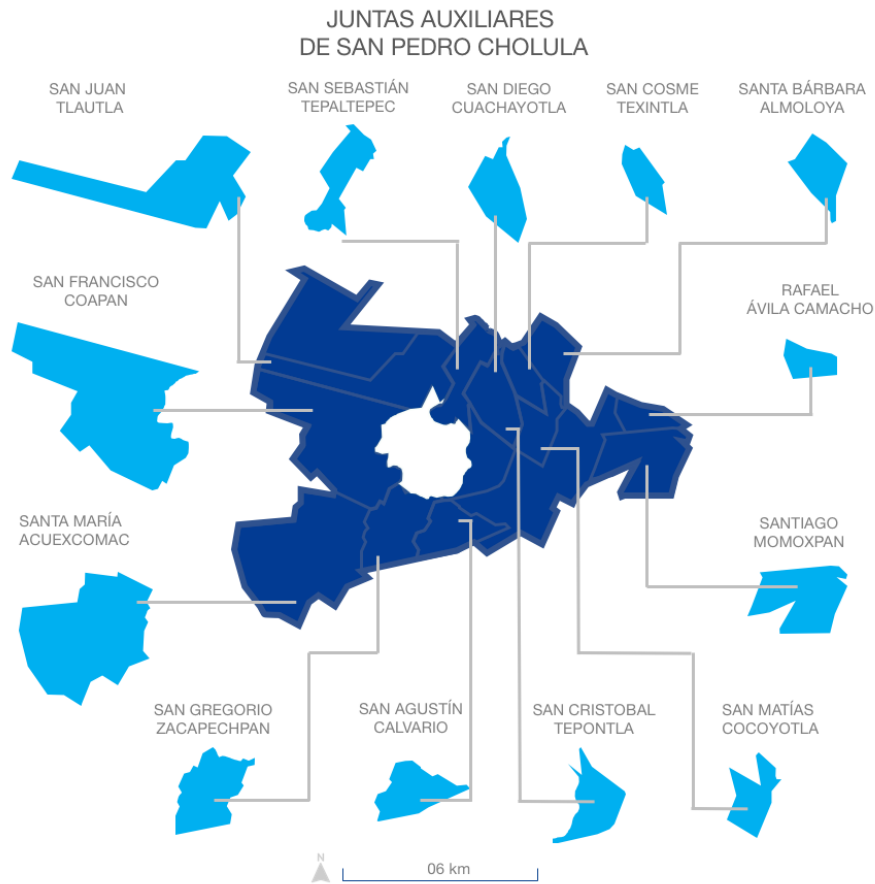 JUNTAS AUXILIARES
DE SAN PEDRO CHOLULA
SAN JUAN
TLAUTLA
SAN SEBASTIÁN
TEPALTEPEC
SAN DIEGO
CUACHAYOTLA
SAN COSME
TEXINTLA
SANTA BÁRBARA
ALMOLOYA
SAN FRANCISCO
COAPAN
RAFAEL
ÁVILA CAMACHO
SANTA MARÍA
ACUEXCOMAC
SANTIAGO
MOMOXPAN
SAN GREGORIO
ZACAPECHPAN
SAN AGUSTÍN
CALVARIO
SAN CRISTOBAL
TEPONTLA
SAN MATÍAS
COCOYOTLA
N
06 km